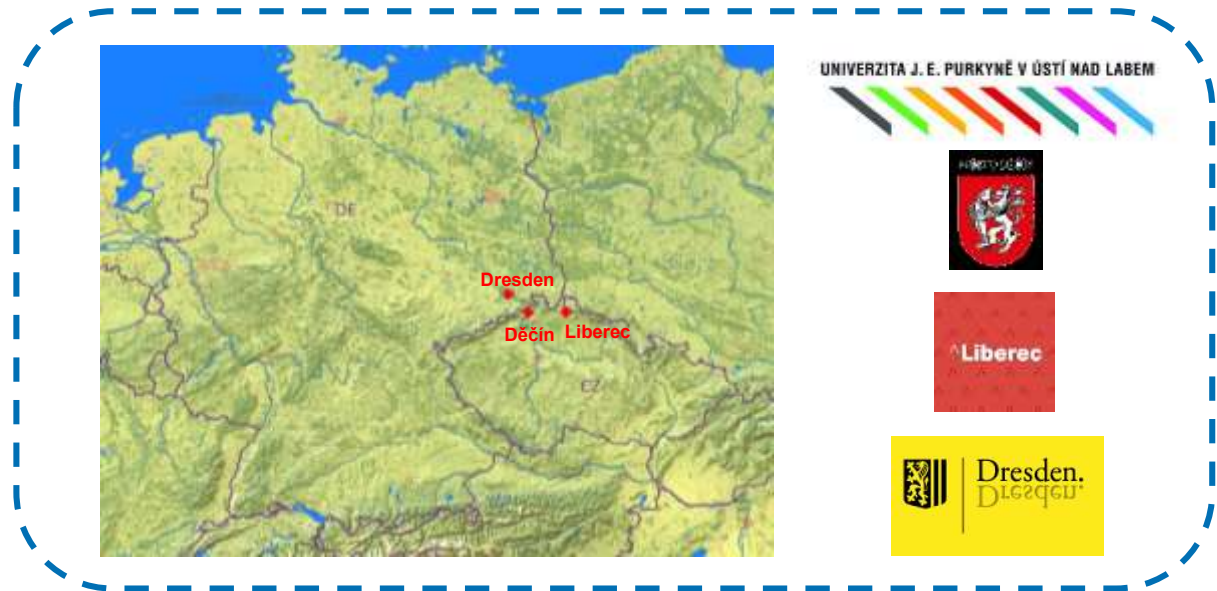 UNIVERZITA J. E. PURKYNĚ V ÚSTÍ NAD LABEM
DE
Dresden
Děčín
Liberec
CZ
^Liberec
Dresden.
Dresden.